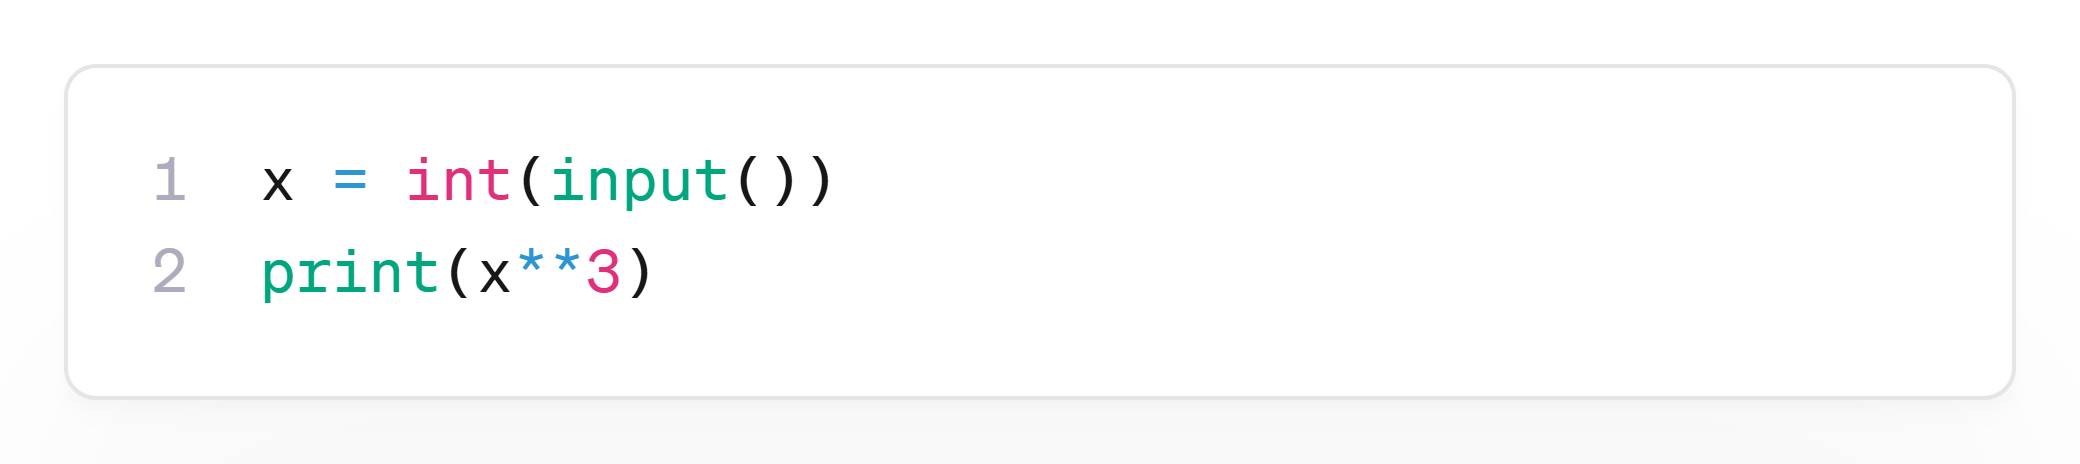 1 x = int(input())
2 print(x**3)